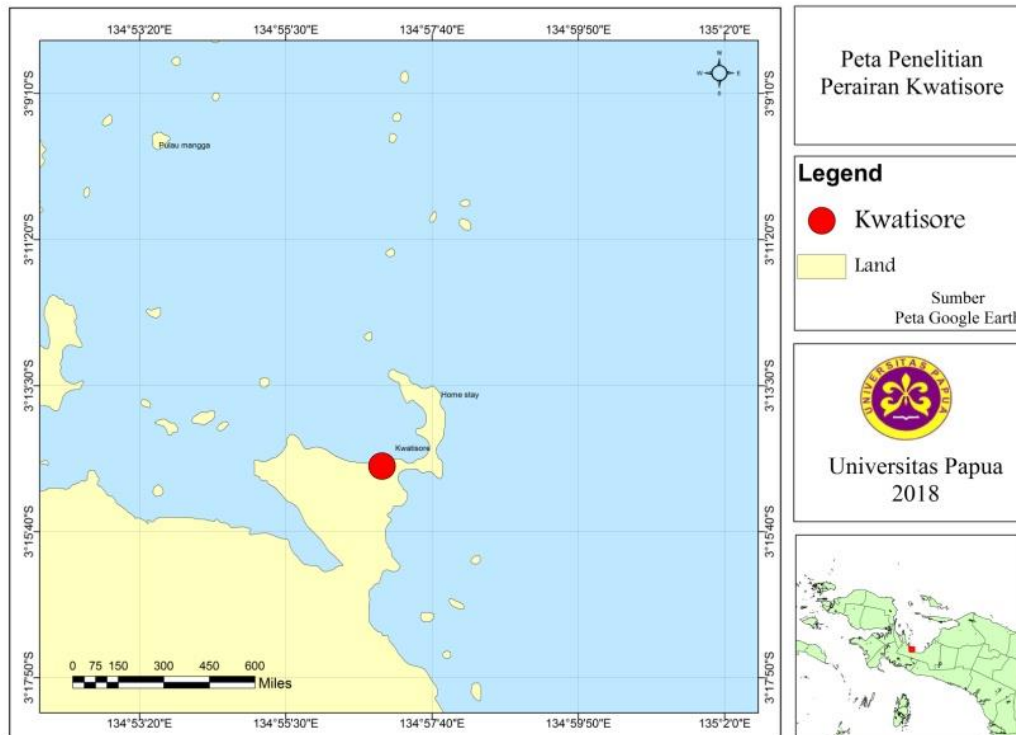 134°53'20"E 134°55'30"E 134°57'40"E 134°59'50"E 135°2'0"E
3°9'10"S 3°9'10"S
3°11'20"S 3°11'20"S
3°13'30"S 3°13'30"S
3°15'40"S 3°15'40"S
3°17'50"S 3°17'50"S
N
W E
S
Pulau mangga
Home stay
Kwatisore
0 75 150 300 450 600
Miles
134°53'20"E 134°55'30"E 134°57'40"E 134°59'50"E 135°2'0"E
Peta Penelitian
Perairan Kwatisore
Legend
Kwatisore
Land
Sumber
Peta Google Earth
UNIVERSITAS PAPUA
Universitas Papua
2018